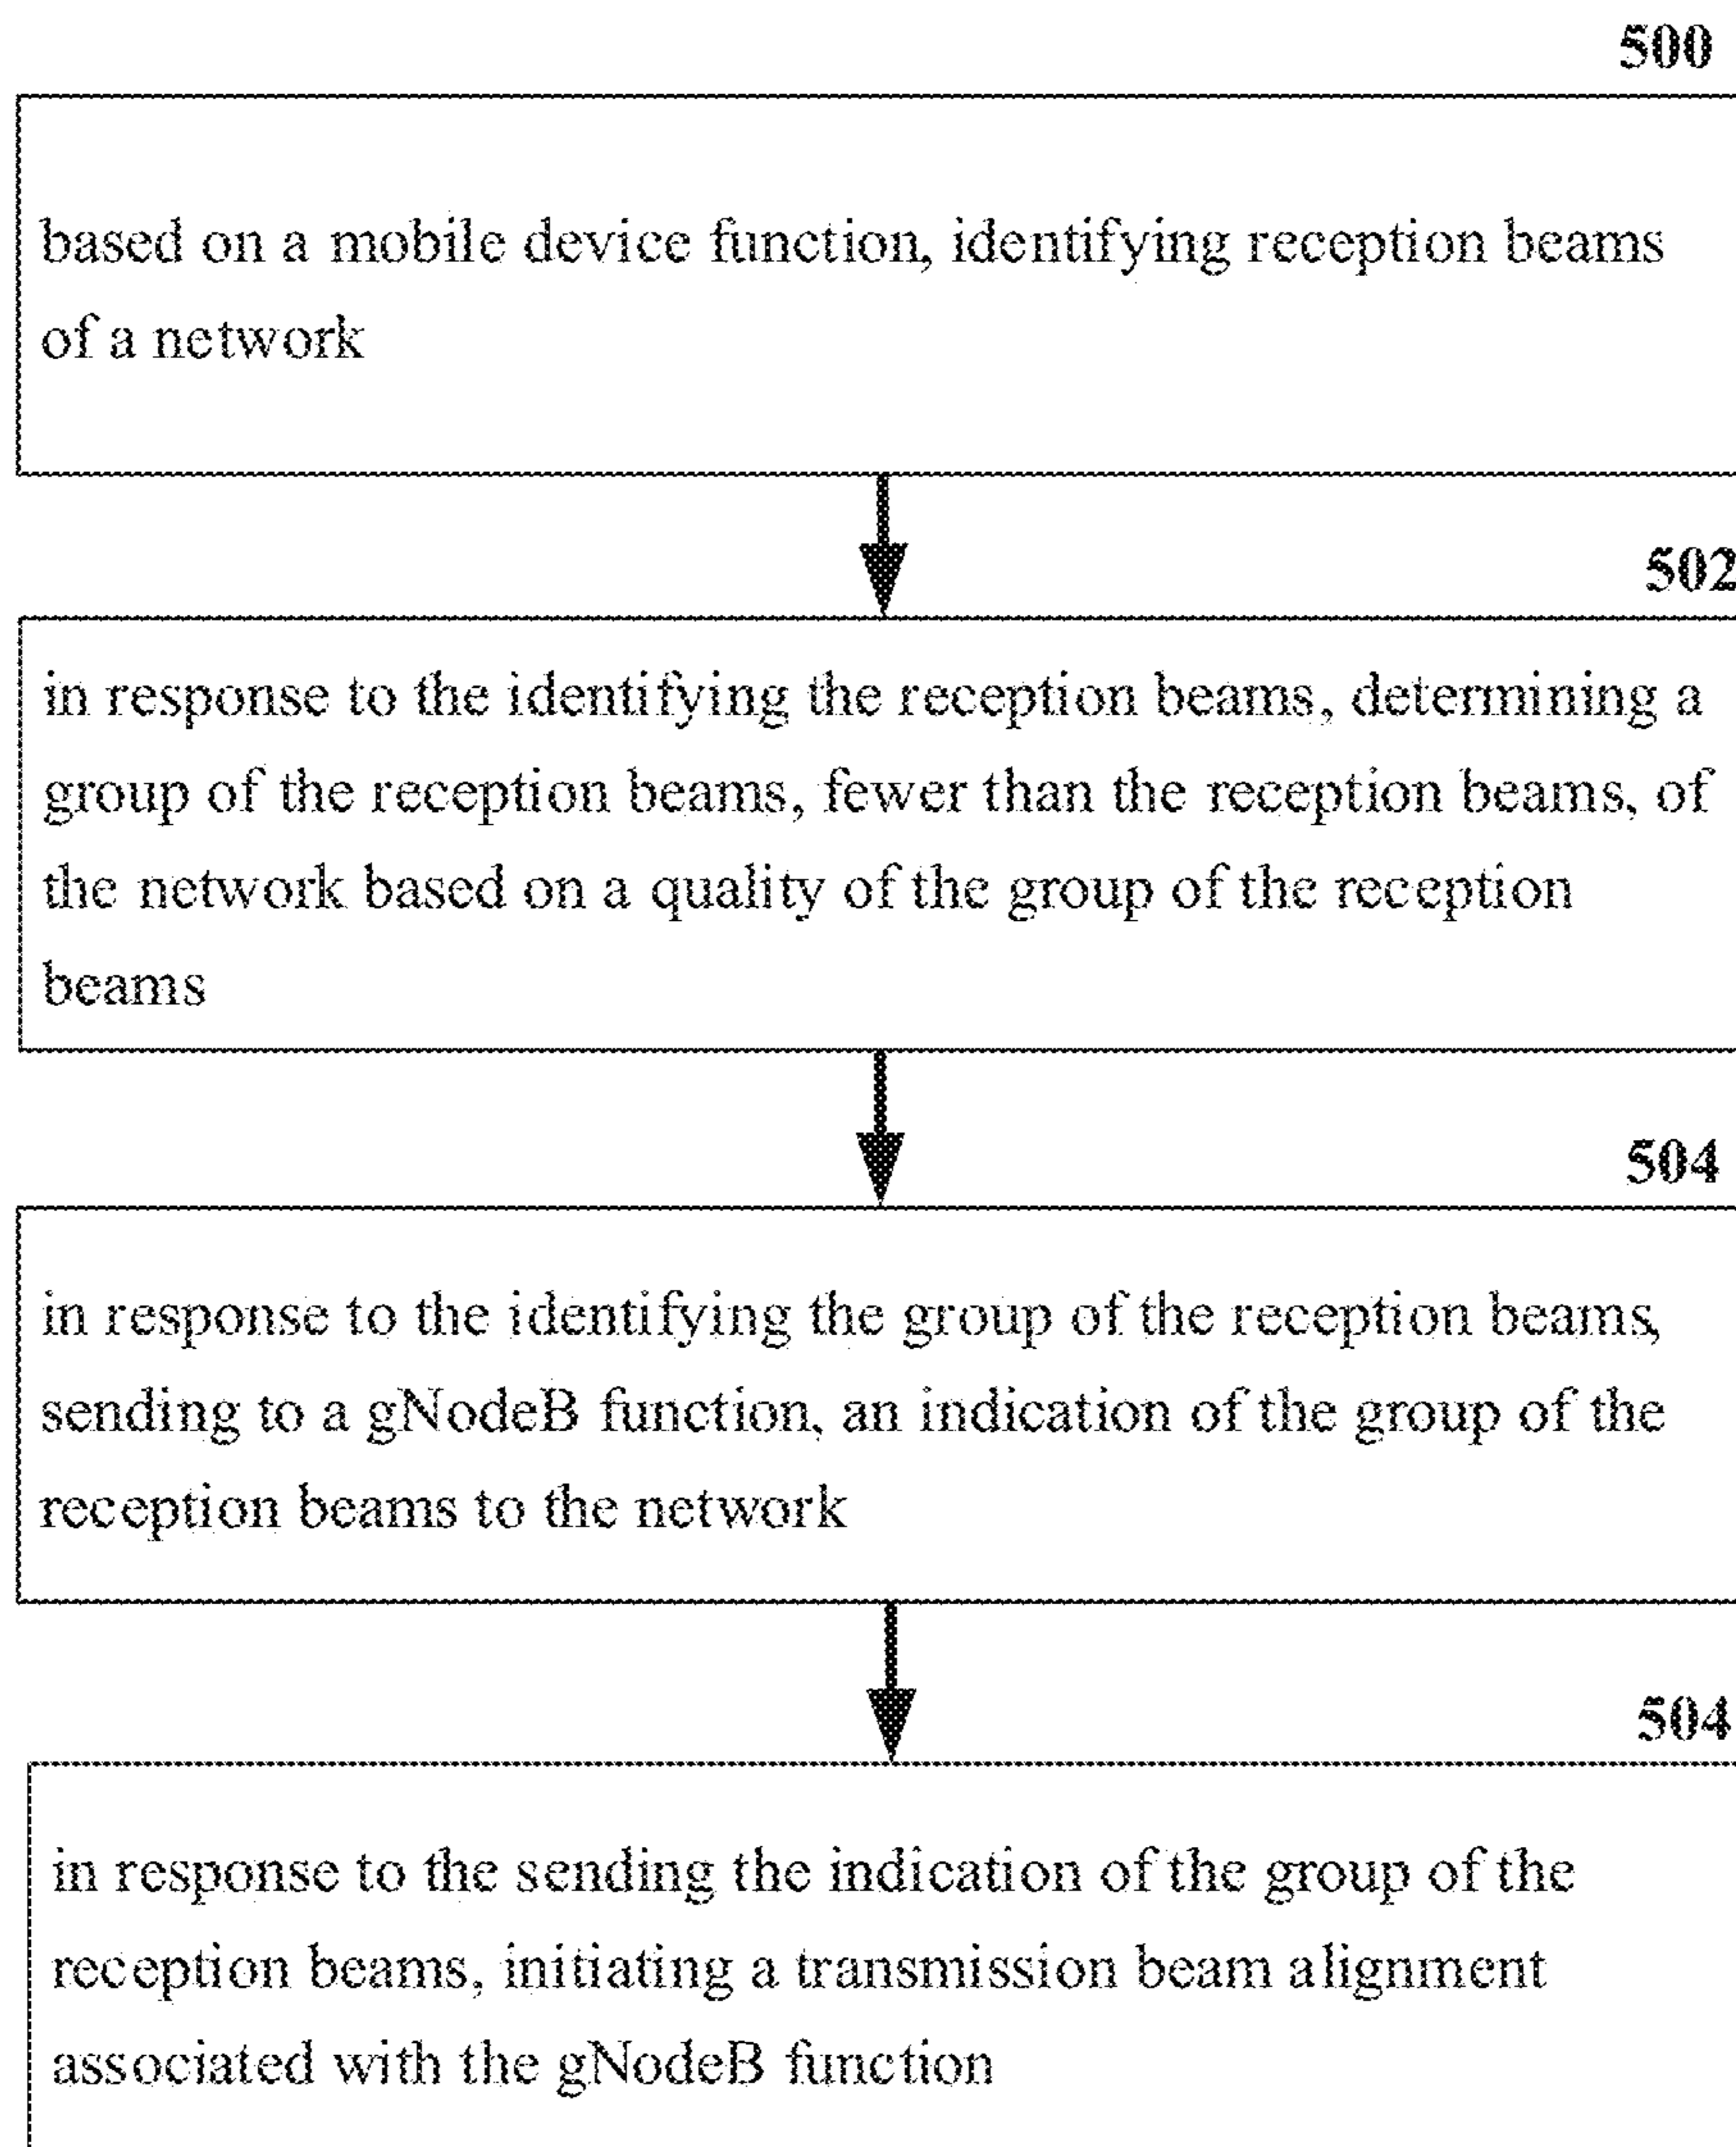 500
based on a mobile device function, identifying reception beams
of a network
502
in response to the identifying the reception beams, determining a
group of the reception beams, fewer than the reception beams, of
the network based on a quality of the group of the reception
beams
504
in response to the identifying the group of the reception beams,
sending to a gNodeB function, an indication of the group of the
reception beams to the network
504
in response to the sending the indication of the group of the
reception beams, initiating a transmission beam alignment
associated with the gNodeB function